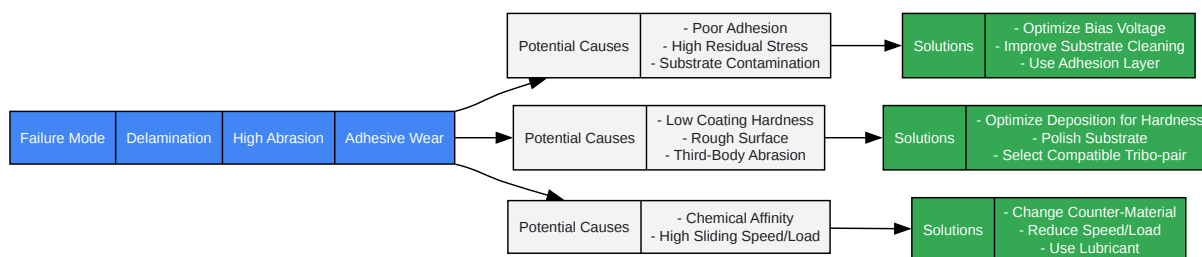 Failure Mode
Delamination
High Abrasion
Adhesive Wear
Potential Causes
- Poor Adhesion
- High Residual Stress
- Substrate Contamination
Solutions
- Optimize Bias Voltage
- Improve Substrate Cleaning
- Use Adhesion Layer
Potential Causes
- Low Coating Hardness
- Rough Surface
- Third-Body Abrasion
Solutions
- Optimize Deposition for Hardness
- Polish Substrate
- Select Compatible Tribo-pair
Potential Causes
- Chemical Affinity
- High Sliding Speed/Load
Solutions
- Change Counter-Material
- Reduce Speed/Load
- Use Lubricant